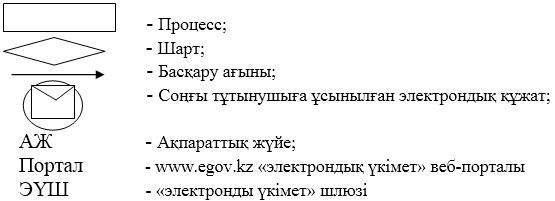 - Процесс;
- Шарт;
- Басқару ағыны;
- Соңғы тұтынушыға ұсынылған электрондық құжат;
АЖ - Ақпараттық жүйе;
Портал - www.egov.kz «электрондық үкімет» веб-порталы
ЭҮШ - «электронды үкімет» шлюзі